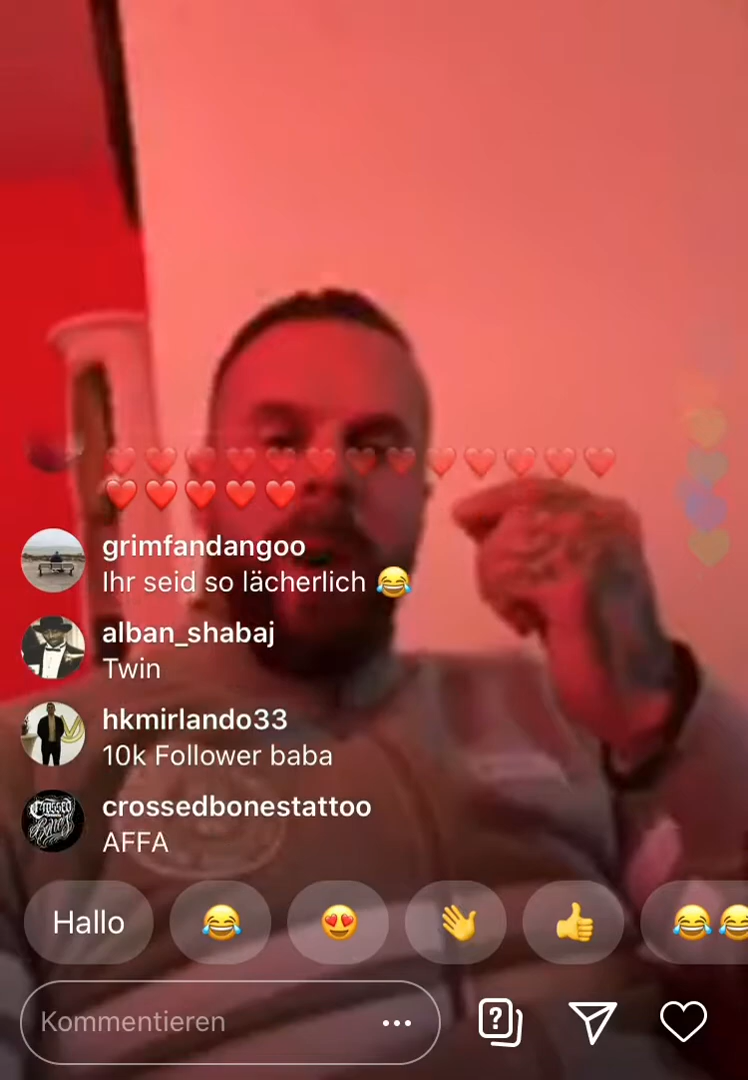 ❤️❤️❤️❤️❤️❤️❤️❤️❤️❤️❤️❤️❤️
❤️❤️❤️❤️❤️
grimfandangoo
Ihr seid so lächerlich 😂
alban_shabaj
Twin
hkmirlando33
10k Follower baba
crossedbonestattoo
AFFA
Hallo 😂 😍 👋 👍 😂😂
Kommentieren